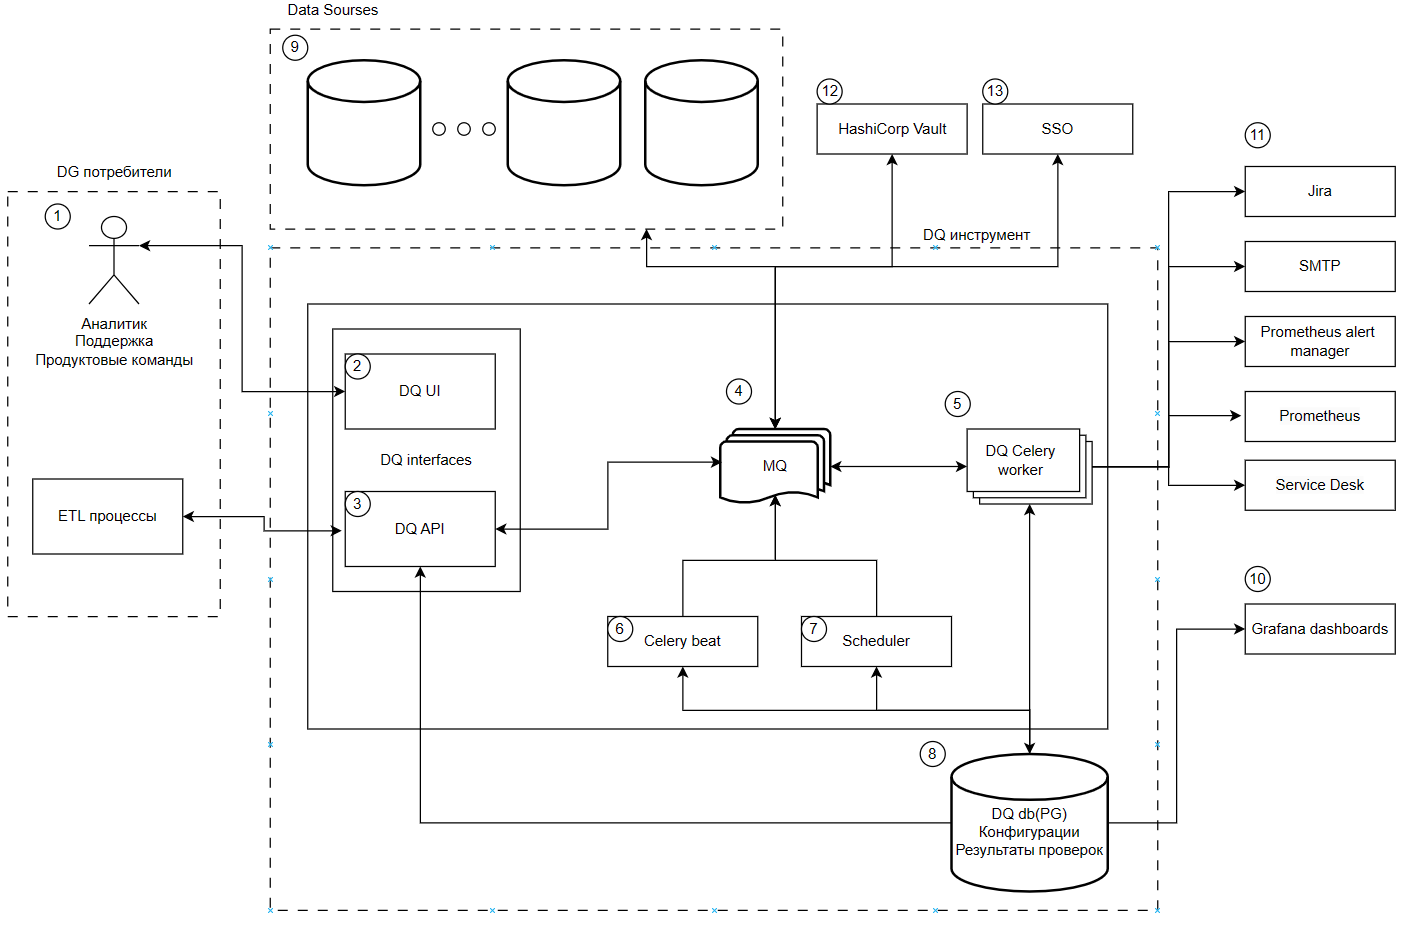 Data Sourses
9
12
HashiCorp Vault
13
SSO
11
Jira
SMTP
Prometheus alert
manager
Prometheus
Service Desk
DG потребители
1
Аналитик
Поддержка
Продуктовые команды
ETL процессы
DQ инструмент
2
DQ UI
DQ interfaces
3
DQ API
4
MQ
5
DQ Celery
worker
6
Celery beat
7
Scheduler
8
DQ db(PG)
Конфигурации
Результаты проверок
10
Grafana dashboards